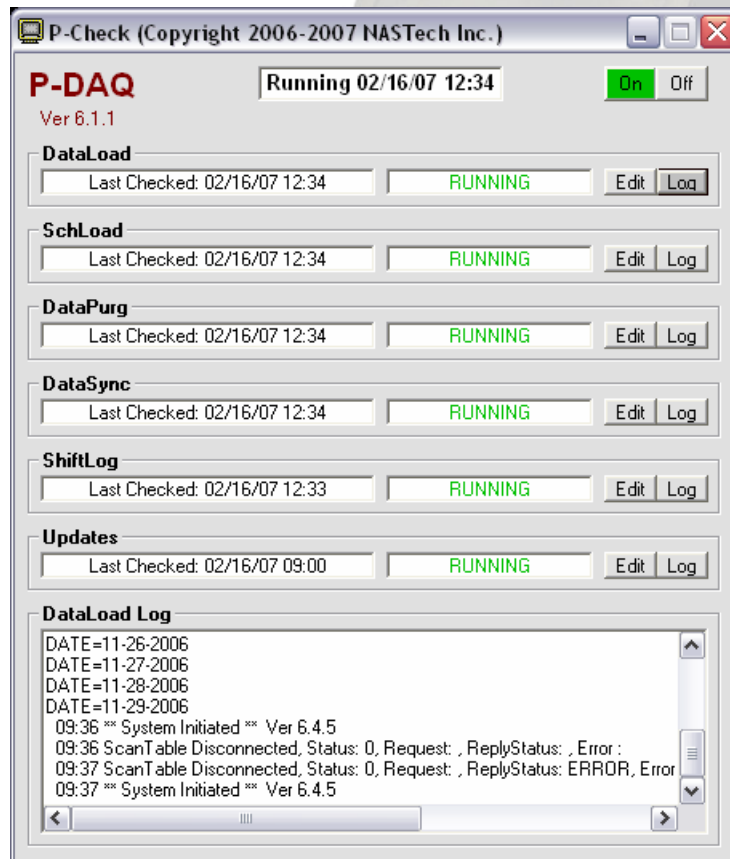 P-Check (Copyright 2006-2007 NASTech Inc.)
P-DAQ Running 02/16/07 12:34 On Off
Ver 6.1.1
DataLoad
Last Checked: 02/16/07 12:34 RUNNING Edit Log
SchLoad
Last Checked: 02/16/07 12:34 RUNNING Edit Log
DataPurg
Last Checked: 02/16/07 12:34 RUNNING Edit Log
DataSync
Last Checked: 02/16/07 12:34 RUNNING Edit Log
ShiftLog
Last Checked: 02/16/07 12:33 RUNNING Edit Log
Updates
Last Checked: 02/16/07 09:00 RUNNING Edit Log
DataLoad Log
DATE=11-26-2006
DATE=11-27-2006
DATE=11-28-2006
DATE=11-29-2006
09:36 ** System Initiated ** Ver 6.4.5
09:36 ScanTable Disconnected, Status: 0, Request: , ReplyStatus: , Error :
09:37 ScanTable Disconnected, Status: 0, Request: , ReplyStatus: ERROR, Error
09:37 ** System Initiated ** Ver 6.4.5